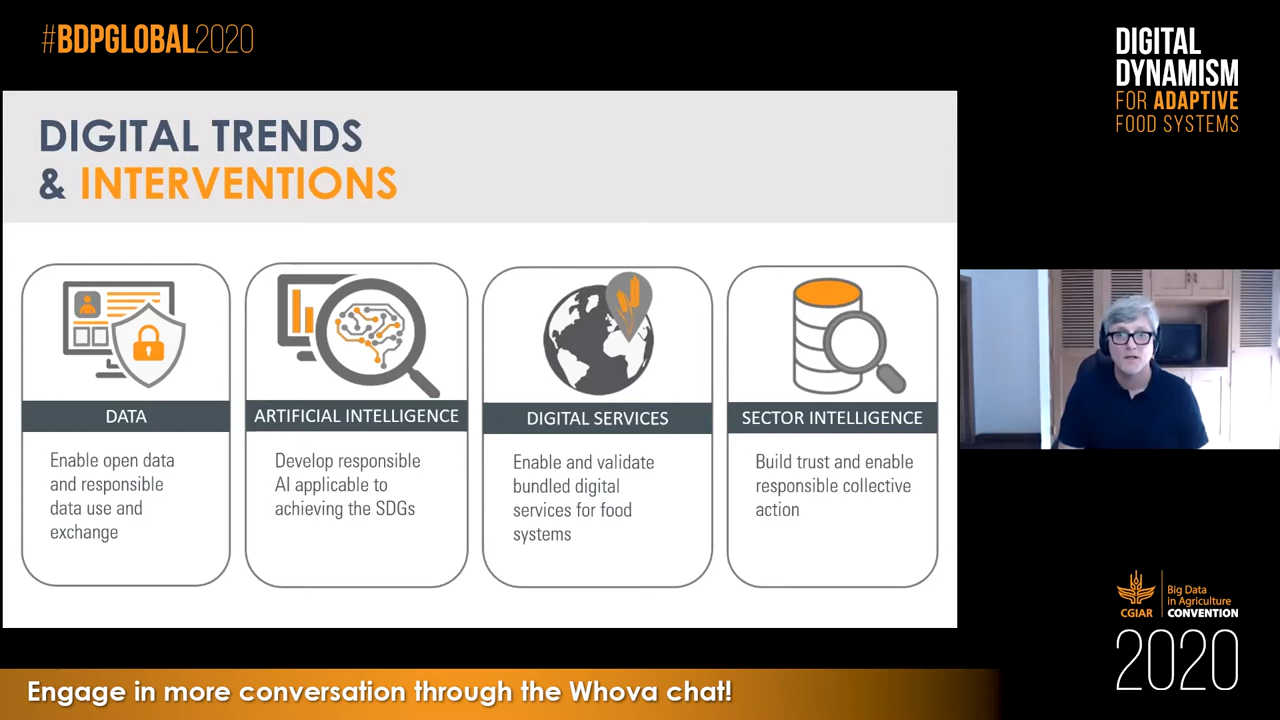 #BDPGLOBAL2020
DIGITAL
DYNAMISM
FOR ADAPTIVE
FOOD SYSTEMS
DIGITAL TRENDS
& INTERVENTIONS
DATA
Enable open data
and responsible
data use and
exchange
ARTIFICIAL INTELLIGENCE
Develop responsible
AI applicable to
achieving the SDGs
DIGITAL SERVICES
Enable and validate
bundled digital
services for food
systems
SECTOR INTELLIGENCE
Build trust and enable
responsible collective
action
CGIAR
Big Data
in Agriculture
CONVENTION
2020
Engage in more conversation through the Whova chat!